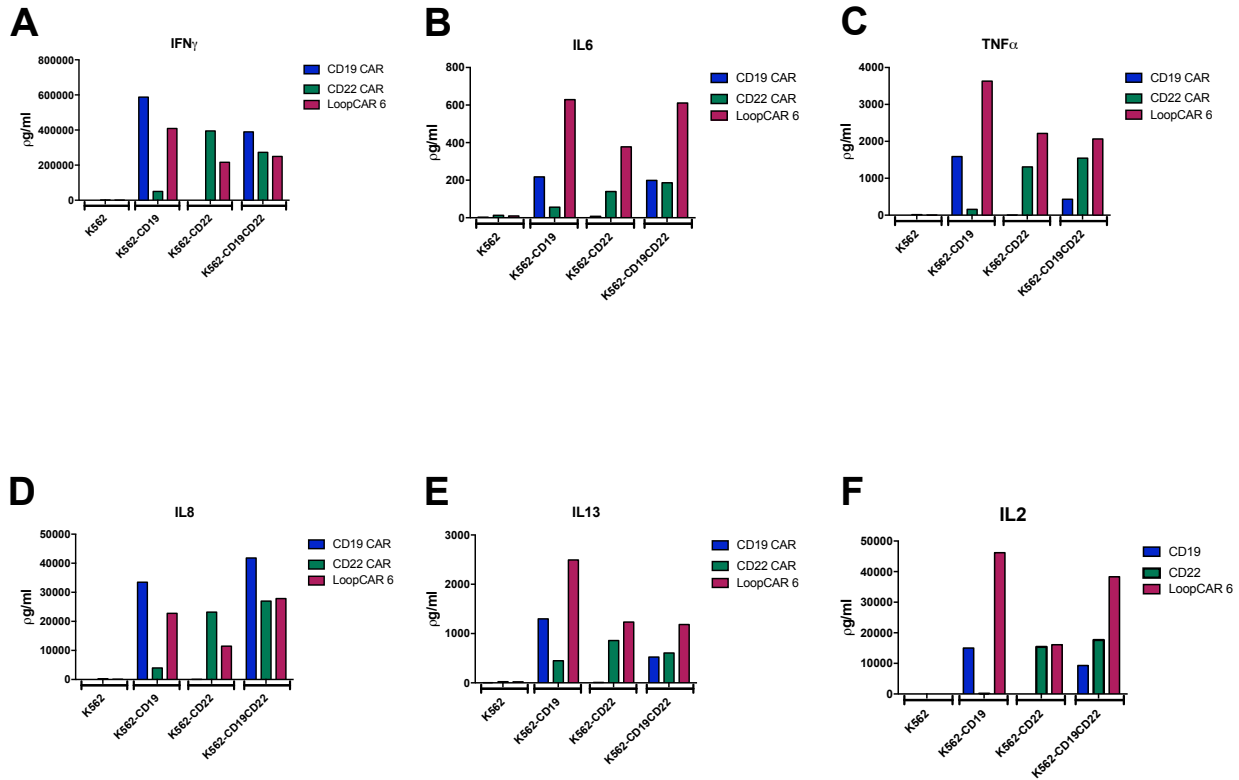 A
IFNγ
800000
600000
400000
200000
0
ρg/ml
K562
K562-CD19
K562-CD22
K562-CD19CD22
CD19 CAR
CD22 CAR
LoopCAR 6
B
IL6
800
600
400
200
0
ρg/ml
K562
K562-CD19
K562-CD22
K562-CD19CD22
CD19 CAR
CD22 CAR
LoopCAR 6
C
TNFα
4000
3000
2000
1000
0
ρg/ml
K562
K562-CD19
K562-CD22
K562-CD19CD22
CD19 CAR
CD22 CAR
LoopCAR 6
D
IL8
50000
40000
30000
20000
10000
0
ρg/ml
K562
K562-CD19
K562-CD22
K562-CD19CD22
CD19 CAR
CD22 CAR
LoopCAR 6
E
IL13
3000
2000
1000
0
ρg/ml
K562
K562-CD19
K562-CD22
K562-CD19CD22
CD19 CAR
CD22 CAR
LoopCAR 6
F
IL2
50000
40000
30000
20000
10000
0
ρg/ml
K562
K562-CD19
K562-CD22
K562-CD19CD22
CD19
CD22
LoopCAR 6